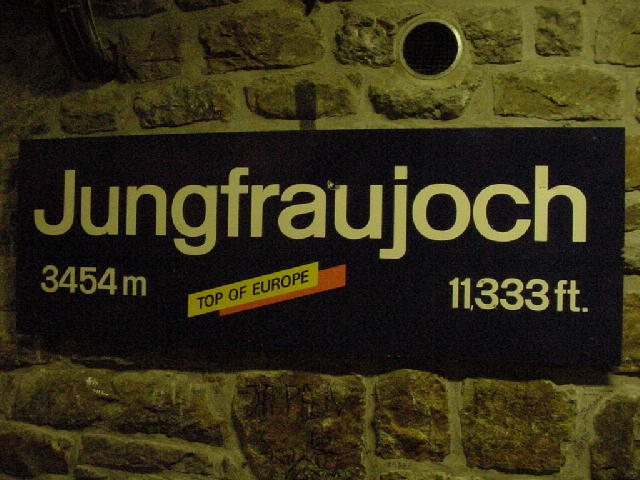 Jungfraujoch
3454 m
TOP OF EUROPE
11,333 ft.